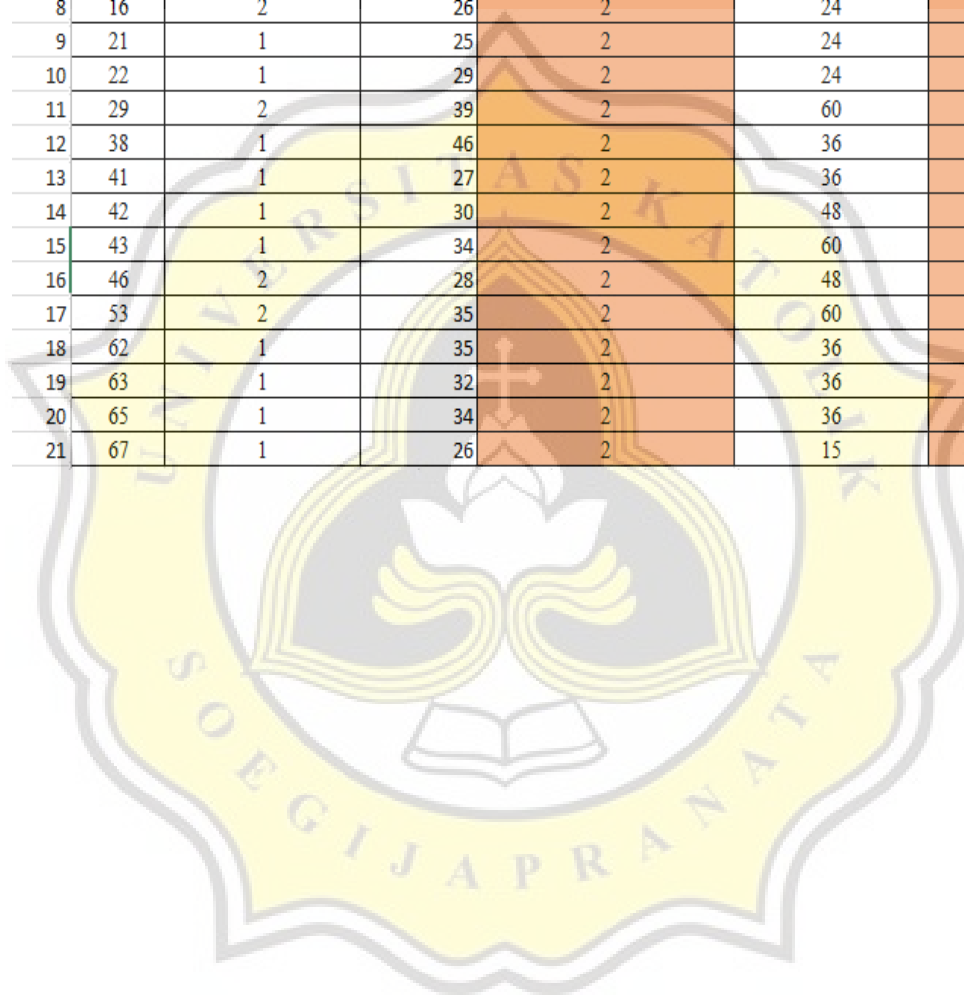 8 16 2 26 2 24
9 21 1 25 2 24
10 22 1 29 2 24
11 29 2 39 2 60
12 38 1 46 2 36
13 41 1 27 2 36
14 42 1 30 2 48
15 43 1 34 2 60
16 46 2 28 2 48
17 53 2 35 2 60
18 62 1 35 2 36
19 63 1 32 2 36
20 65 1 34 2 36
21 67 1 26 2 15
UNIVERSITAS KATOLIK
SOEGIJAPRANATA